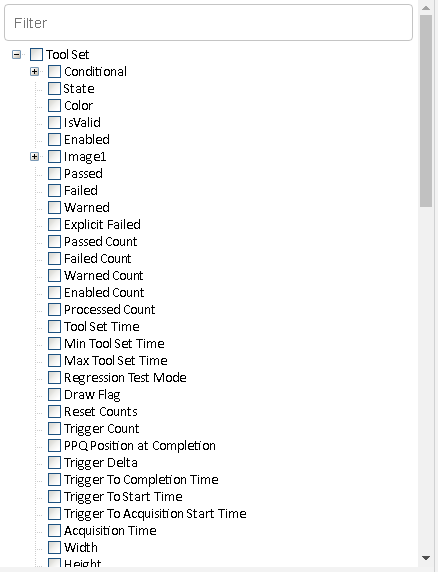 Filter
Tool Set
Conditional
State
Color
IsValid
Enabled
Image1
Passed
Failed
Warned
Explicit Failed
Passed Count
Failed Count
Warned Count
Enabled Count
Processed Count
Tool Set Time
Min Tool Set Time
Max Tool Set Time
Regression Test Mode
Draw Flag
Reset Counts
Trigger Count
PPQ Position at Completion
Trigger Delta
Trigger To Completion Time
Trigger To Start Time
Trigger To Acquisition Start Time
Acquisition Time
Width
Height